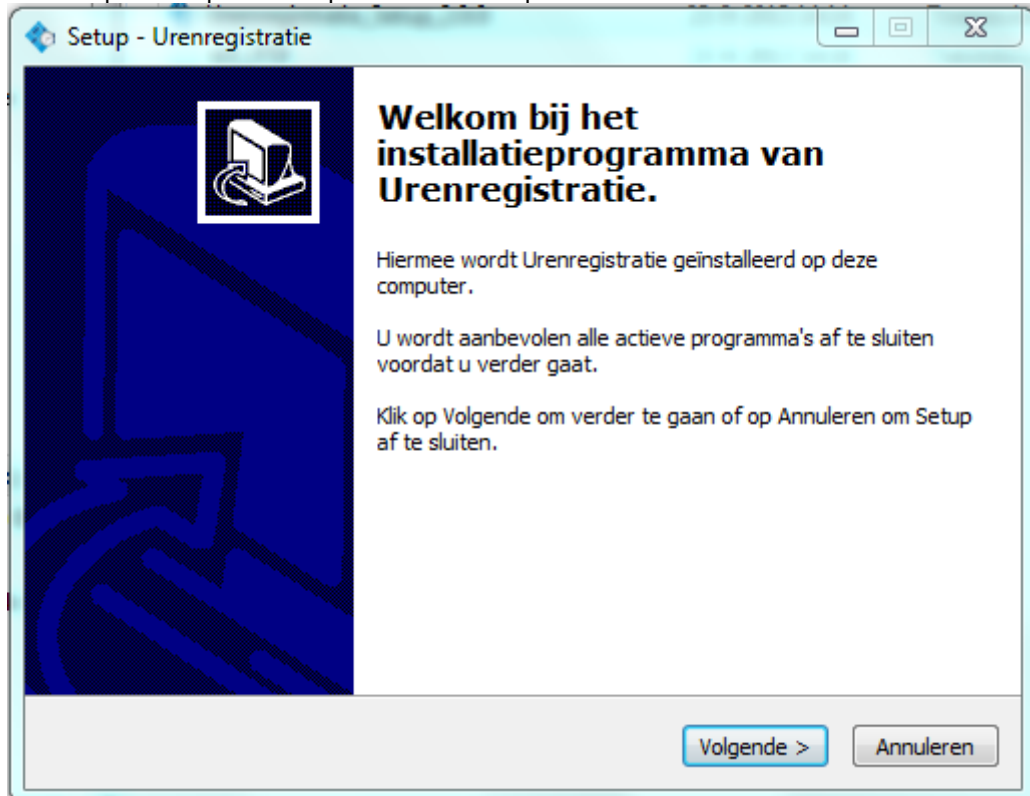 Setup - Urenregistratie
Welkom bij het
installatieprogramma van
Urenregistratie.
Hiermee wordt Urenregistratie geïnstalleerd op deze
computer.
U wordt aanbevolen alle actieve programma's af te sluiten
voordat u verder gaat.
Klik op Volgende om verder te gaan of op Annuleren om Setup
af te sluiten.
Volgende >
Annuleren